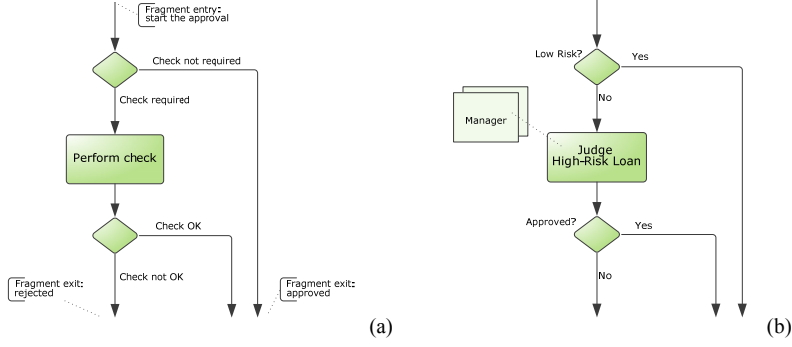 Fragment entry:
start the approval
Check not required
Check required
Perform check
Check OK
Check not OK
Fragment exit:
rejected
Fragment exit:
approved
(a)
Low Risk?
Yes
No
Manager
Judge
High-Risk Loan
Approved?
Yes
No
(b)